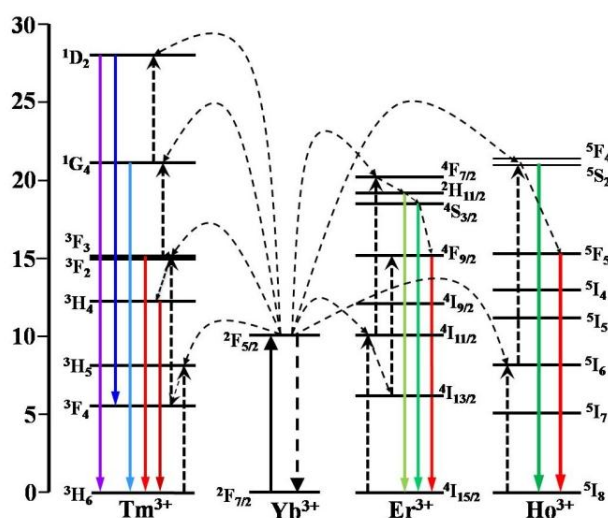 30
25
20
15
10
5
0
¹D₂
¹G₄
³F₃
³F₂
³H₄
³H₅
³F₄
³H₆
Tm³⁺
²F₅/₂
²F₇/₂
Yb³⁺
⁴F₇/₂
²H₁₁/₂
⁴S₃/₂
⁴F₉/₂
⁴I₉/₂
⁴I₁₁/₂
⁴I₁₃/₂
⁴I₁₅/₂
Er³⁺
⁵F₄
⁵S₂
⁵F₅
⁵I₄
⁵I₅
⁵I₆
⁵I₇
⁵I₈
Ho³⁺